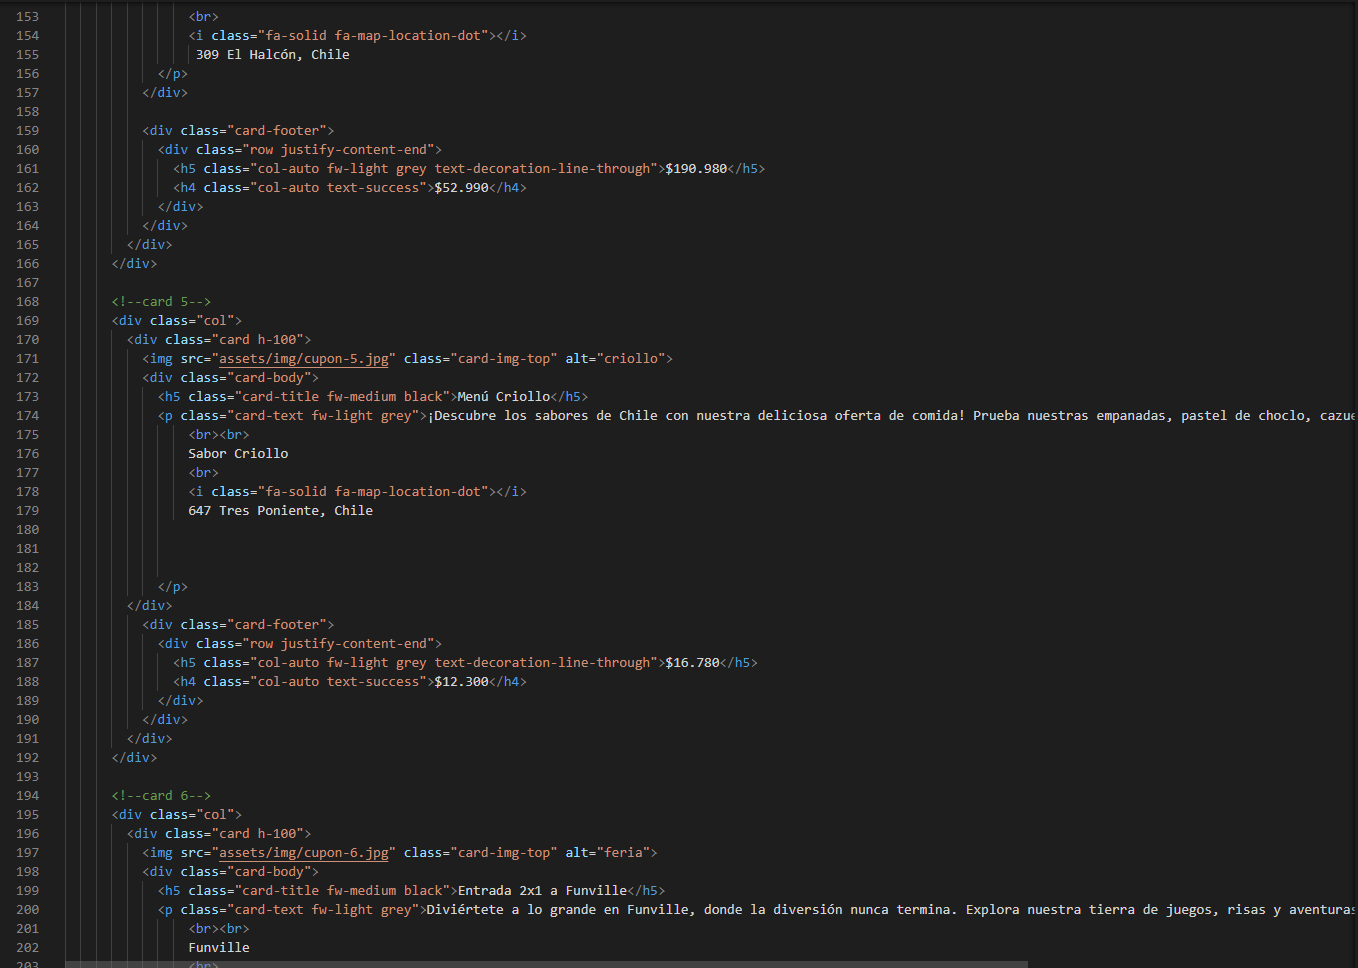 153 <br>
154 <i class="fa-solid fa-map-location-dot"></i>
155 309 El Halcón, Chile
156 </p>
157 </div>
158
159 <div class="card-footer">
160 <div class="row justify-content-end">
161 <h5 class="col-auto fw-light grey text-decoration-line-through">$190.980</h5>
162 <h4 class="col-auto text-success">$52.990</h4>
163 </div>
164 </div>
165 </div>
166 </div>
167
168 <!--card 5-->
169 <div class="col">
170 <div class="card h-100">
171 <img src="assets/img/cupon-5.jpg" class="card-img-top" alt="criollo">
172 <div class="card-body">
173 <h5 class="card-title fw-medium black">Menú Criollo</h5>
174 <p class="card-text fw-light grey">¡Descubre los sabores de Chile con nuestra deliciosa oferta de comida! Prueba nuestras empanadas, pastel de choclo, cazue
175 <br><br>
176 Sabor Criollo
177 <br>
178 <i class="fa-solid fa-map-location-dot"></i>
179 647 Tres Poniente, Chile
180
181
182
183 </p>
184 </div>
185 <div class="card-footer">
186 <div class="row justify-content-end">
187 <h5 class="col-auto fw-light grey text-decoration-line-through">$16.780</h5>
188 <h4 class="col-auto text-success">$12.300</h4>
189 </div>
190 </div>
191 </div>
192 </div>
193
194 <!--card 6-->
195 <div class="col">
196 <div class="card h-100">
197 <img src="assets/img/cupon-6.jpg" class="card-img-top" alt="feria">
198 <div class="card-body">
199 <h5 class="card-title fw-medium black">Entrada 2x1 a Funville</h5>
200 <p class="card-text fw-light grey">Diviértete a lo grande en Funville, donde la diversión nunca termina. Explora nuestra tierra de juegos, risas y aventuras
201 <br><br>
202 Funville
203 <br>